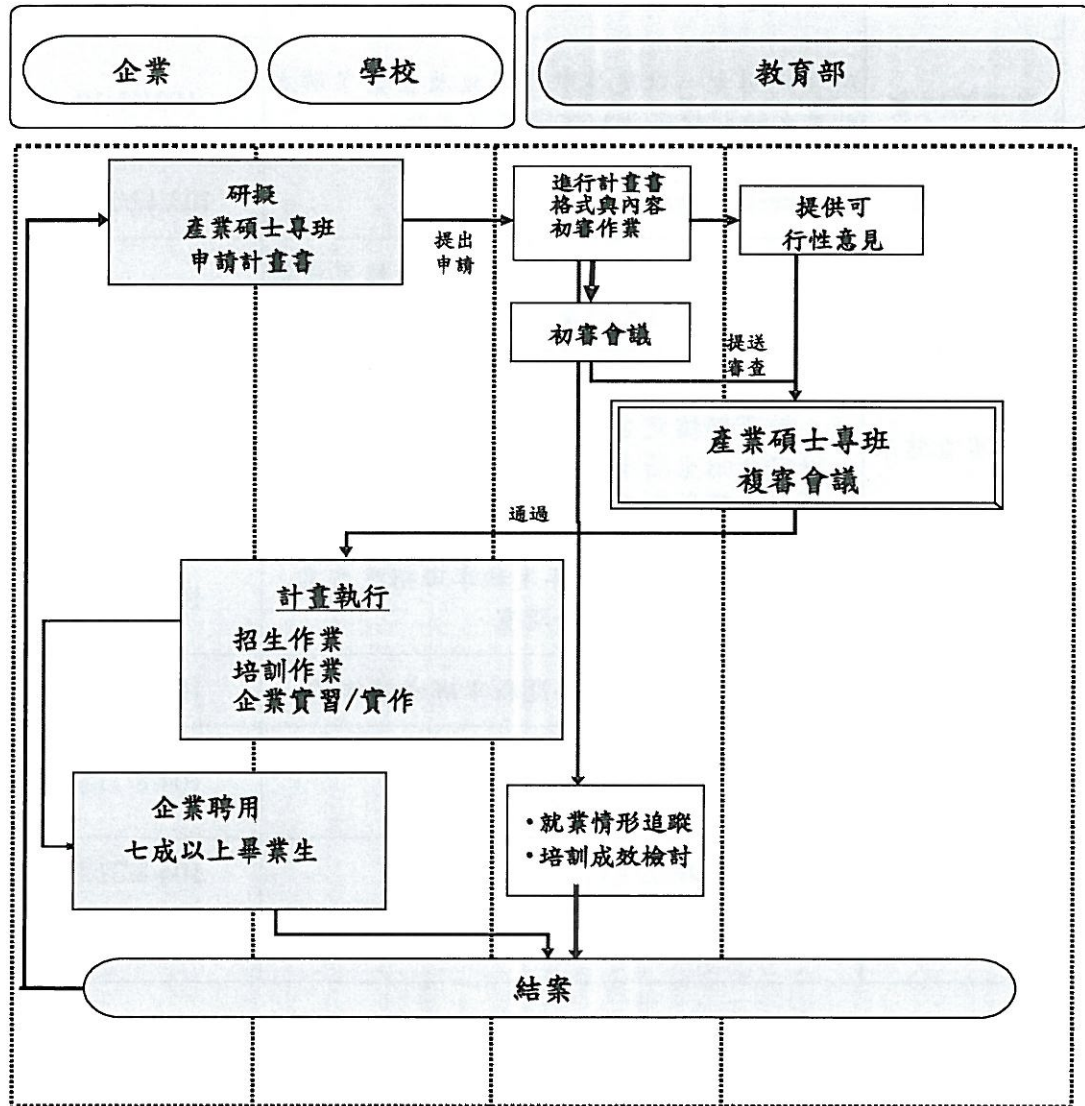 企業
學校
教育部
研擬
產業碩士專班
申請計畫書
提出
申請
進行計畫書
格式與內容
初審作業
提供可
行性意見
初審會議
提送
審查
產業碩士專班
複審會議
通過
計畫執行
招生作業
培訓作業
企業實習/實作
企業聘用
七成以上畢業生
・就業情形追蹤
・培訓成效檢討
結案